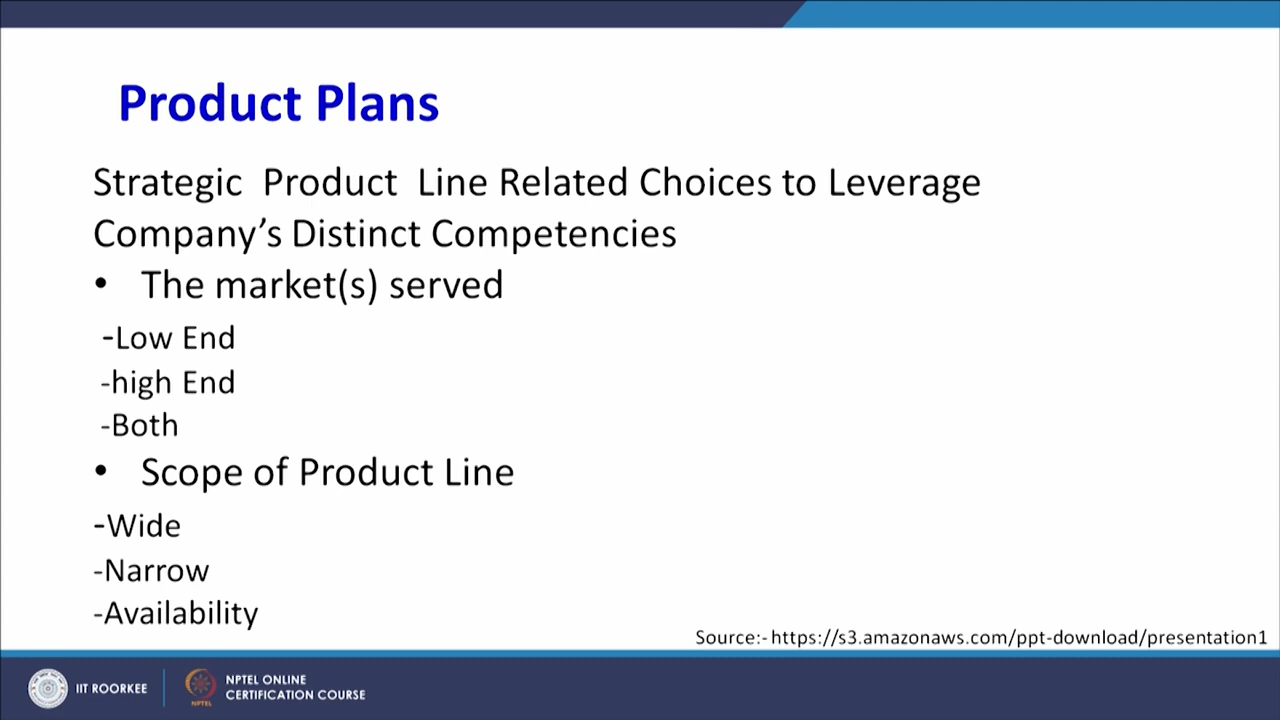 Product Plans
Strategic Product Line Related Choices to Leverage
Company’s Distinct Competencies
• The market(s) served
-Low End
-high End
-Both
• Scope of Product Line
-Wide
-Narrow
-Availability
Source:- https://s3.amazonaws.com/ppt-download/presentation1
IIT ROORKEE
NPTEL
NPTEL ONLINE
CERTIFICATION COURSE